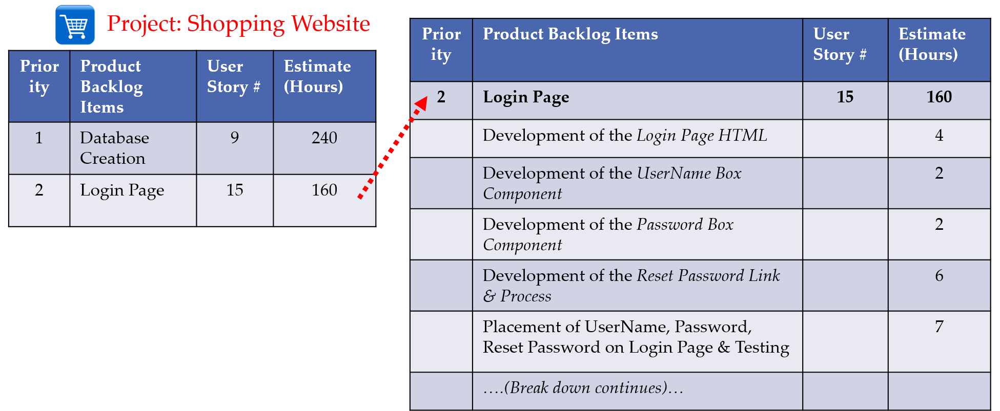 Project: Shopping Website
Prior
ity
Product
Backlog
Items
User
Story #
Estimate
(Hours)
1
Database
Creation
9
240
2
Login Page
15
160
Prior
ity
Product Backlog Items
User
Story #
Estimate
(Hours)
2
Login Page
15
160
Development of the Login Page HTML
4
Development of the UserName Box
Component
2
Development of the Password Box
Component
2
Development of the Reset Password Link
& Process
6
Placement of UserName, Password,
Reset Password on Login Page & Testing
7
….(Break down continues)…